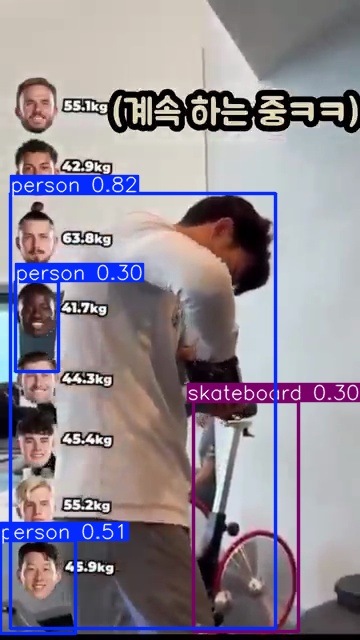 55.1kg
(계속 하는 중ㅋㅋ)
42.9kg
person 0.82
63.8kg
person 0.30
41.7kg
44.3kg
skateboard 0.30
45.4kg
55.2kg
person 0.51
45.9kg